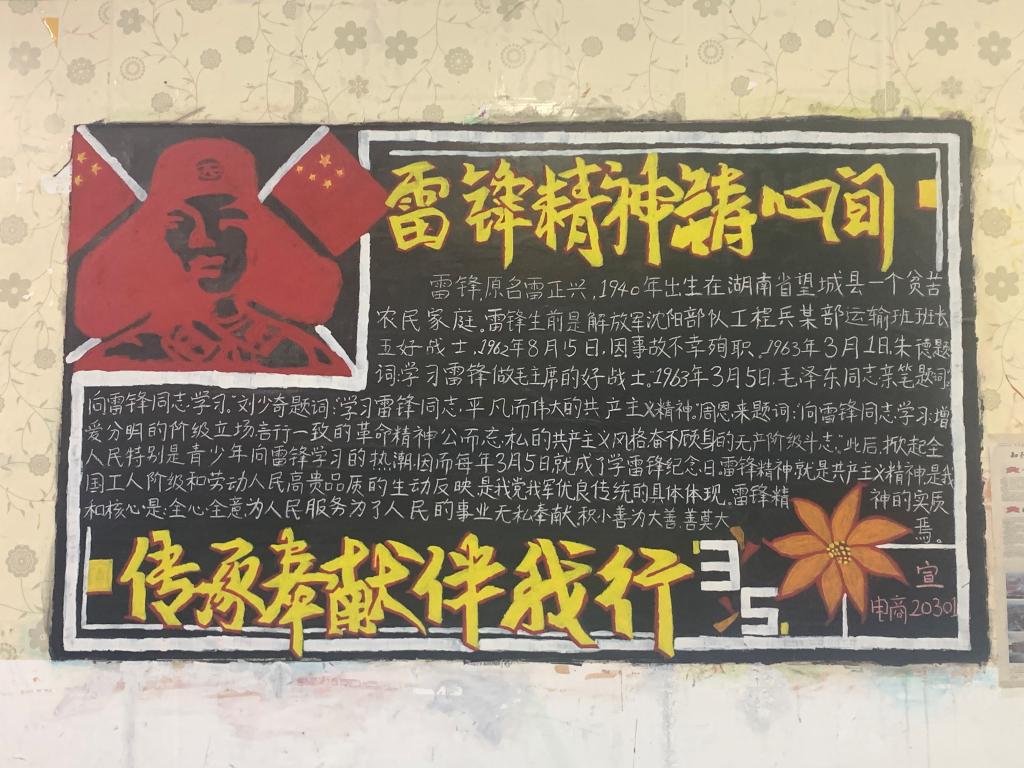 雷锋精神铸心间
雷锋,原名雷正兴,1940年出生在湖南省望城县一个贫苦
农民家庭。雷锋生前是解放军沈阳部队工程兵某部运输班班长
五好战士。1962年8月15日,因事故不幸殉职。1963年3月1日,朱德题
词:学习雷锋做毛主席的好战士。"1963年3月5日,毛泽东同志亲笔题词:"
向雷锋同志学习。"刘少奇题词:"学习雷锋同志,平凡而伟大的共产主义精神。"周恩来题词:"向雷锋同志学习:憎
爱分明的阶级立场言行一致的革命精神公而忘私的共产主义风格奋不顾身的无产阶级斗志。"此后,掀起全
人民特别是青少年向雷锋学习的热潮,因而每年3月5日就成了学雷锋纪念日。雷锋精神就是共产主义精神是我
国工人阶级和劳动人民高贵品质的生动反映,是我党我军优良传统的具体体现。雷锋精神的实质
和核心是:全心全意为人民服务为了人民的事业无私奉献。积小善为大善,善莫大焉。
传承奉献伴我行
3
5.
宣
电商20301